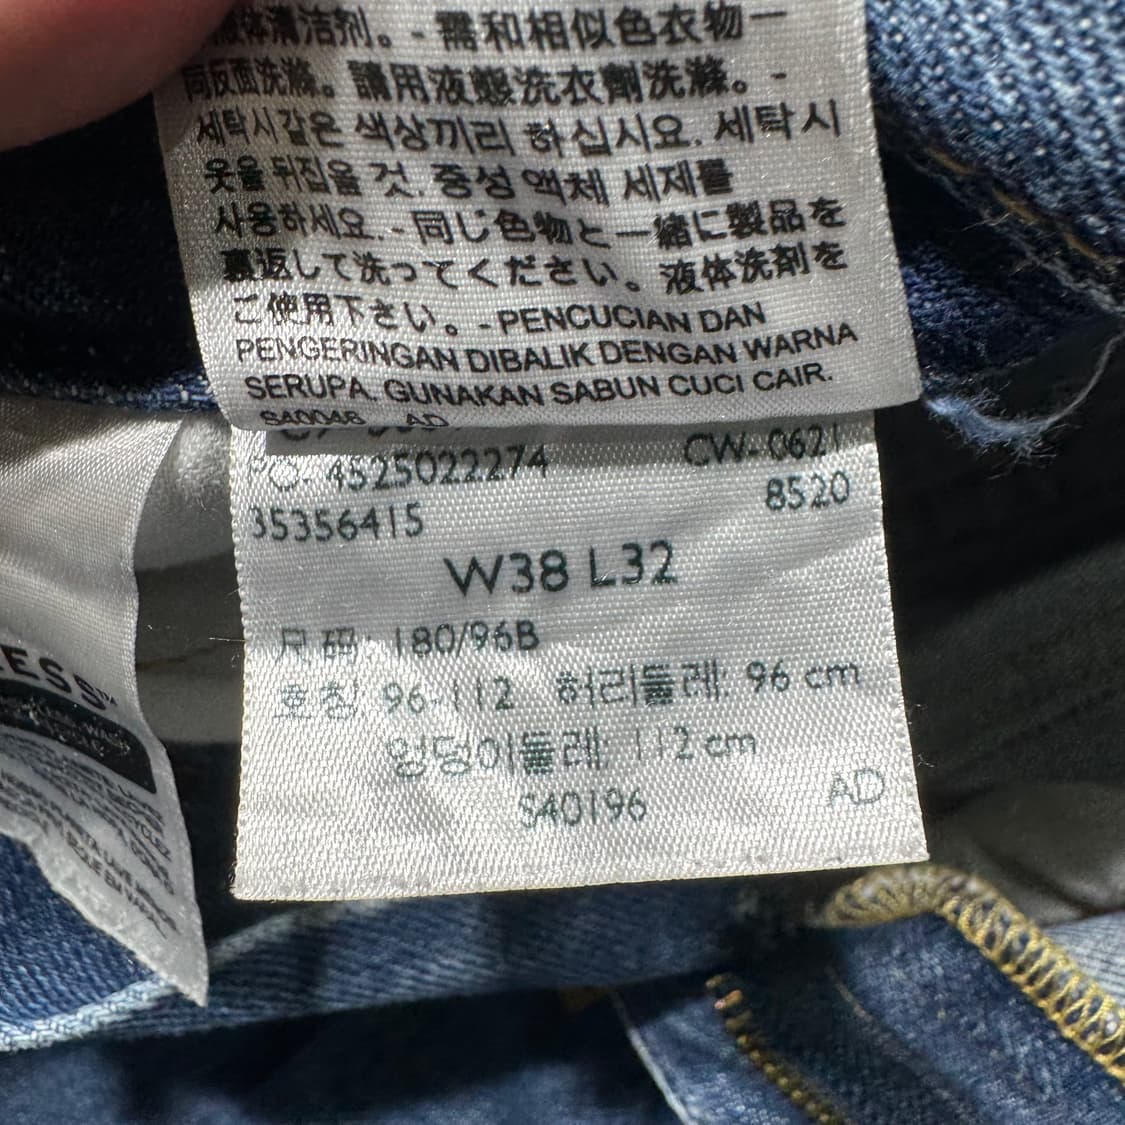 液体清洁剂。- 需和相似色衣物一
同反面洗滌。請用液態洗衣劑洗滌。-
세탁시같은 색상끼리 하십시요. 세탁시
옷을 뒤집을 것. 중성 액체 세제를
사용하세요. - 同じ色物と一緒に製品を
裏返して洗ってください。液体洗剤を
ご使用下さい。- PENCUCIAN DAN
PENGERINGAN DIBALIK DENGAN WARNA
SERUPA. GUNAKAN SABUN CUCI CAIR.
S40046 AD
PO- 4525022274 CW-0621
35356415 8520
W38 L32
尺码: 180/96B
호칭 96-112 허리둘레: 96 cm
엉덩이둘레: 112 cm
S40196 AD